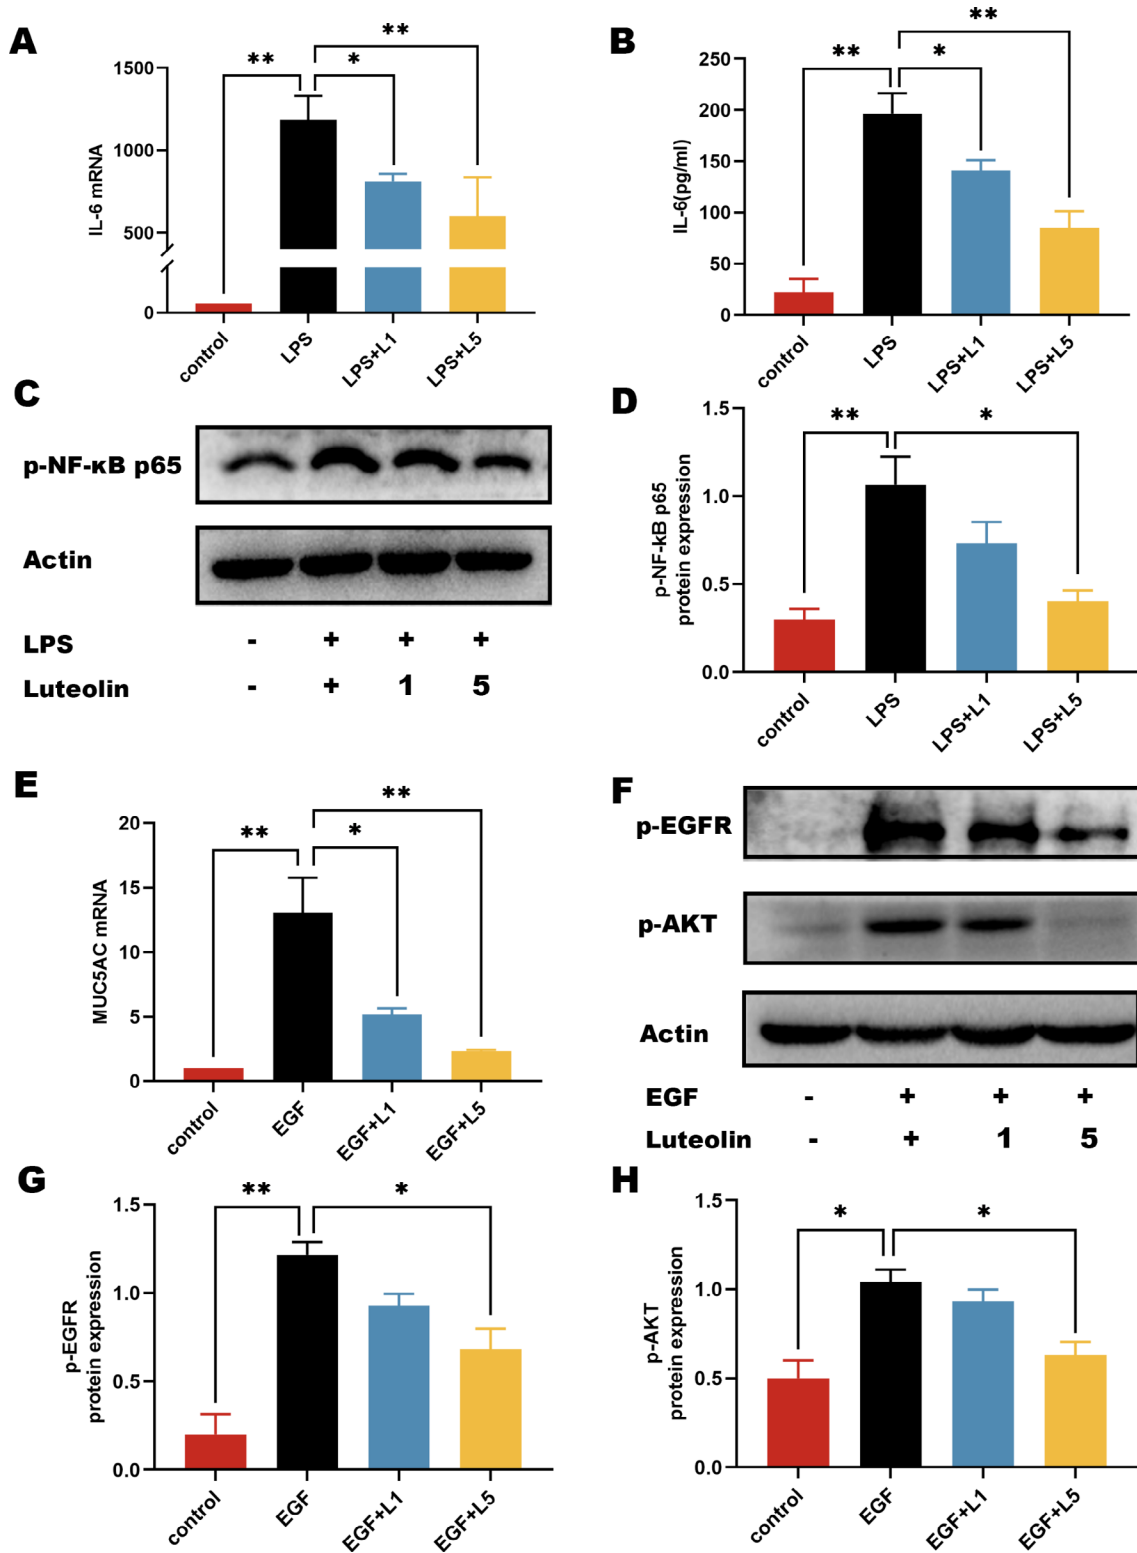 A
IL-6 mRNA
1500
1000
500
0
**
*
**
control
LPS
LPS+L1
LPS+L5
B
IL-6(pg/ml)
250
200
150
100
50
0
**
*
**
control
LPS
LPS+L1
LPS+L5
C
p-NF-κB p65
Actin
LPS - + + +
Luteolin - + 1 5
D
p-NF-kB p65
protein expression
1.5
1.0
0.5
0.0
**
*
control
LPS
LPS+L1
LPS+L5
E
MUC5AC mRNA
20
15
10
5
0
**
*
**
control
EGF
EGF+L1
EGF+L5
F
p-EGFR
p-AKT
Actin
EGF - + + +
Luteolin - + 1 5
G
p-EGFR
protein expression
1.5
1.0
0.5
0.0
**
*
control
EGF
EGF+L1
EGF+L5
H
p-AKT
protein expression
1.5
1.0
0.5
0.0
*
*
control
EGF
EGF+L1
EGF+L5